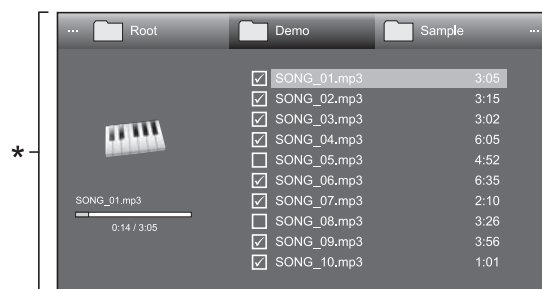 ... Root Demo Sample ...
SONG_01.mp3 3:05
SONG_02.mp3 3:15
SONG_03.mp3 3:02
SONG_04.mp3 6:05
SONG_05.mp3 4:52
SONG_06.mp3 6:35
SONG_07.mp3 2:10
SONG_08.mp3 3:26
SONG_09.mp3 3:56
SONG_10.mp3 1:01
*
SONG_01.mp3
0:14 / 3:05